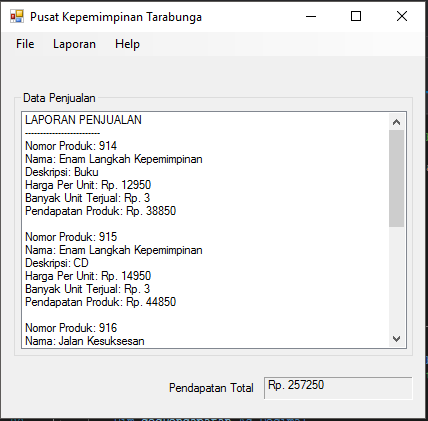 Pusat Kepemimpinan Tarabunga
File Laporan Help
Data Penjualan
LAPORAN PENJUALAN
-------------------------
Nomor Produk: 914
Nama: Enam Langkah Kepemimpinan
Deskripsi: Buku
Harga Per Unit: Rp. 12950
Banyak Unit Terjual: Rp. 3
Pendapatan Produk: Rp. 38850
Nomor Produk: 915
Nama: Enam Langkah Kepemimpinan
Deskripsi: CD
Harga Per Unit: Rp. 14950
Banyak Unit Terjual: Rp. 3
Pendapatan Produk: Rp. 44850
Nomor Produk: 916
Nama: Jalan Kesuksesan
Pendapatan Total Rp. 257250